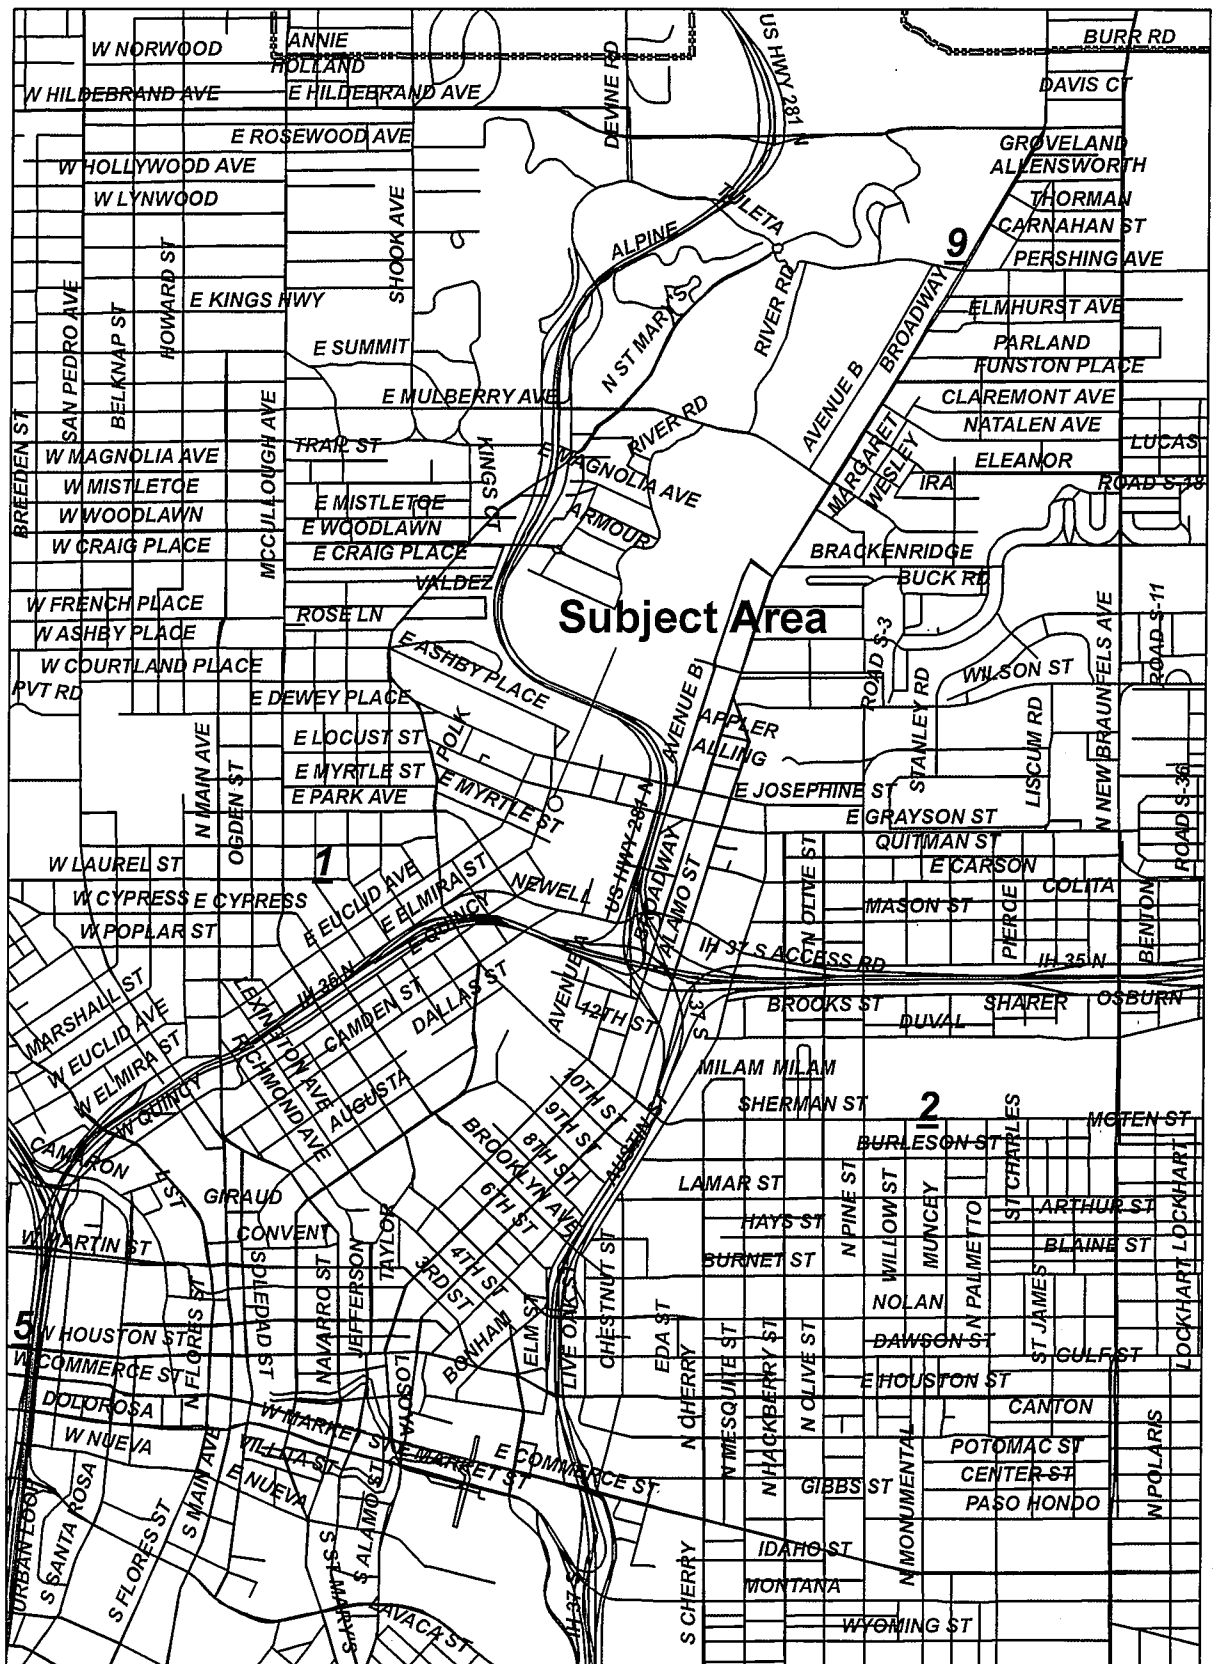 W NORWOOD
ANNIE
HOLLAND
BURR RD
W HILDEBRAND AVE
E HILDEBRAND AVE
DEVINE RD
US HWY 281 N
DAVIS CT
E ROSEWOOD AVE
GROVELAND
W HOLLYWOOD AVE
ALLENSWORTH
W LYNWOOD
SHOOK AVE
TULETA
THORMAN
ALPINE
CARNAHAN ST
9
PERSHING AVE
HOWARD ST
E KINGS HWY
SAN PEDRO AVE
BELKNAP ST
N ST MARY'S
RIVER RD
BROADWAY
ELMHURST AVE
E SUMMIT
PARLAND
FUNSTON PLACE
E MULBERRY AVE
AVENUE B
CLAREMONT AVE
BREEDEN ST
MCCULLOUGH AVE
RIVER RD
MARGARET
NATALEN AVE
TRAIL ST
LUCAS
W MAGNOLIA AVE
KINGS CT
E MAGNOLIA AVE
WESLEY
ELEANOR
W MISTLETOE
E MISTLETOE
IRA
ROAD S-38
W WOODLAWN
E WOODLAWN
ARMOUR
W CRAIG PLACE
E CRAIG PLACE
BRACKENRIDGE
VALDEZ
BUCK RD
W FRENCH PLACE
ROSE LN
Subject Area
ROAD S-3
N NEW BRAUNFELS AVE
ROAD S-11
W ASHBY PLACE
E ASHBY PLACE
W COURTLAND PLACE
WILSON ST
PVT RD
E DEWEY PLACE
AVENUE B
STANLEY RD
LISCUM RD
APPLER
E LOCUST ST
POLK
ALLING
N MAIN AVE
OGDEN ST
E MYRTLE ST
E MYRTLE ST
E JOSEPHINE ST
E PARK AVE
US HWY 281 N
E GRAYSON ST
ROAD S-36
BROADWAY
QUITMAN ST
W LAUREL ST
1
E EUCLID AVE
E ELMIRA ST
NEWELL
ALAMO ST
N OLIVE ST
E CARSON
COLITA
W CYPRESS
E CYPRESS
E QUINCY
MASON ST
PIERCE
BENTON
W POPLAR ST
IH 37 S ACCESS RD
IH 35 N
IH 35 N
MARSHALL ST
LEXINGTON AVE
CAMDEN ST
DALLAS ST
AVENUE A
12TH ST
37 S
BROOKS ST
SHARER
OSBURN
W EUCLID AVE
DUVAL
W ELMIRA ST
RICHMOND AVE
AUGUSTA
MILAM
MILAM
W QUINCY
10TH ST
SHERMAN ST
2
9TH ST
AUSTIN ST
MOTEN ST
CAMARON
BROOKLYN AVE
8TH ST
BURLESON ST
ST CHARLES
L ST
GIRAUD
6TH ST
LAMAR ST
N PINE ST
WILLOW ST
MUNCEY
N PALMETTO
ARTHUR ST
LOCKHART
LOCKHART
W MARTIN ST
CONVENT
TAYLOR
HAYS ST
SOLEDAD ST
NAVARRO ST
JEFFERSON
4TH ST
3RD ST
CHESTNUT ST
BURNET ST
BLAINE ST
N FLORES ST
NOLAN
ST JAMES
5
W HOUSTON ST
BONHAM
ELM ST
LIVE OAK ST
EDA ST
DAWSON ST
W COMMERCE ST
LOSOYA
N CHERRY
N MESQUITE ST
N HACKBERRY ST
N OLIVE ST
GULF ST
E HOUSTON ST
DOLOROSA
W MARKET ST
CANTON
W NUEVA
VILLITA ST
E MARKET ST
E COMMERCE ST
N MONUMENTAL
POTOMAC ST
N POLARIS
E NUEVA
CENTER ST
URBAN LOOP
S SANTA ROSA
S FLORES ST
S MAIN AVE
S ALAMO ST
GIBBS ST
PASO HONDO
S ST MARY'S
IDAHO ST
S CHERRY
MONTANA
LAVACA ST
IH 37 S
WYOMING ST